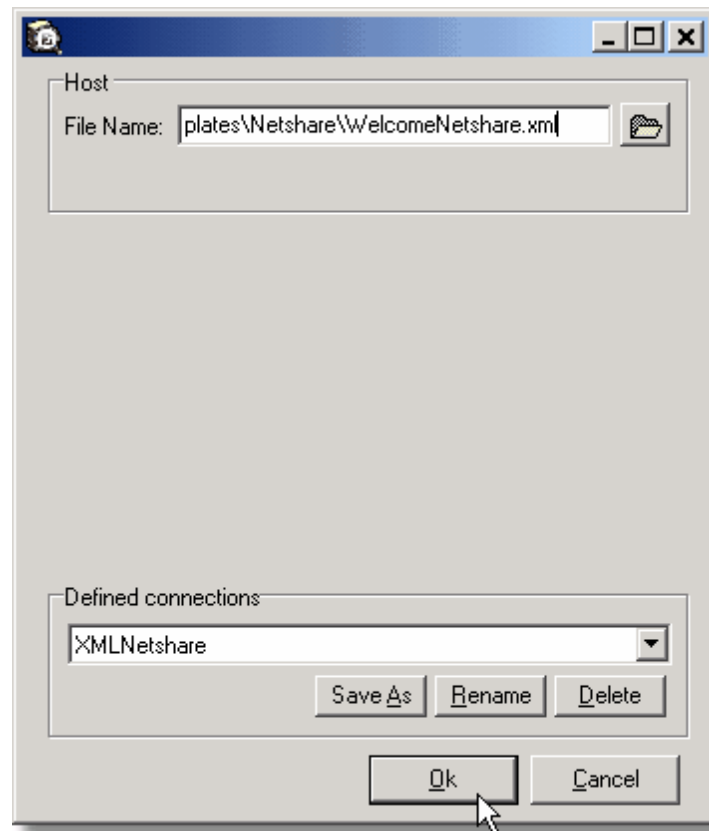 Host
File Name: plates\Netshare\WelcomeNetshare.xml
Defined connections
XMLNetshare
Save As Rename Delete
Ok Cancel